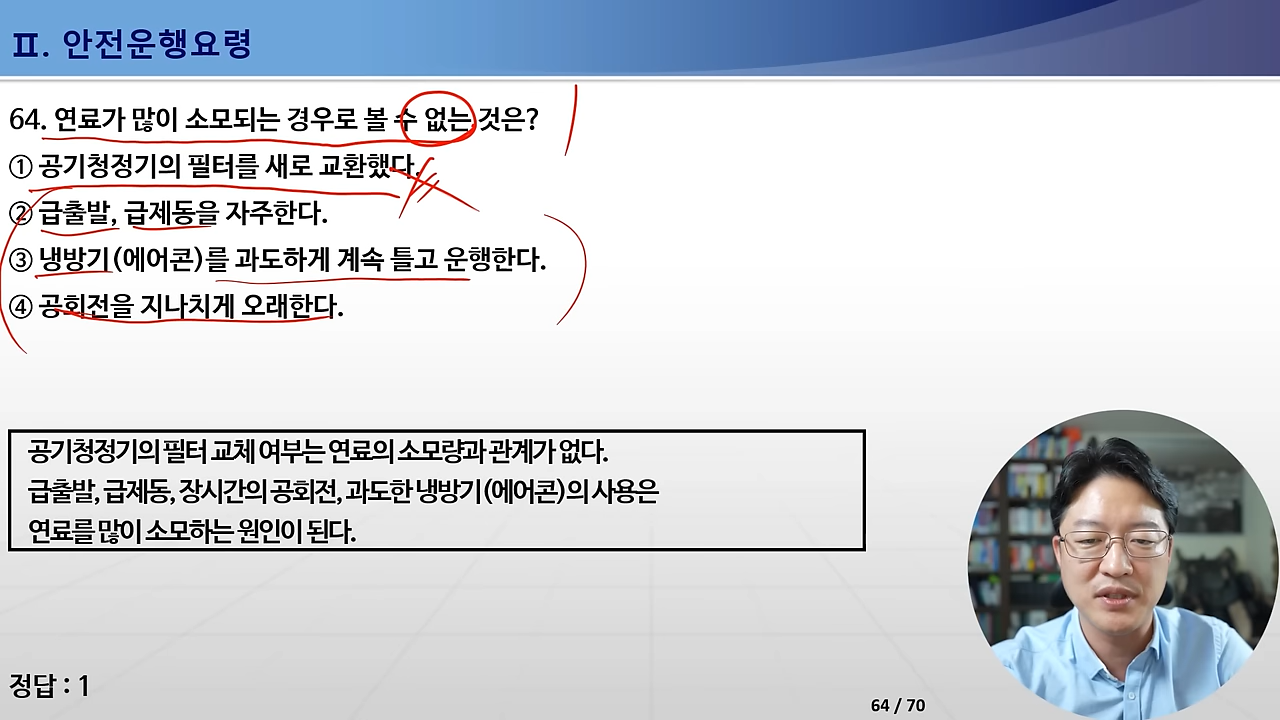 Ⅱ. 안전운행요령
64. 연료가 많이 소모되는 경우로 볼 수 없는 것은?
① 공기청정기의 필터를 새로 교환했다.
② 급출발, 급제동을 자주한다.
③ 냉방기(에어콘)를 과도하게 계속 틀고 운행한다.
④ 공회전을 지나치게 오래한다.
공기청정기의 필터 교체 여부는 연료의 소모량과 관계가 없다.
급출발, 급제동, 장시간의 공회전, 과도한 냉방기(에어콘)의 사용은
연료를 많이 소모하는 원인이 된다.
정답 : 1
64 / 70